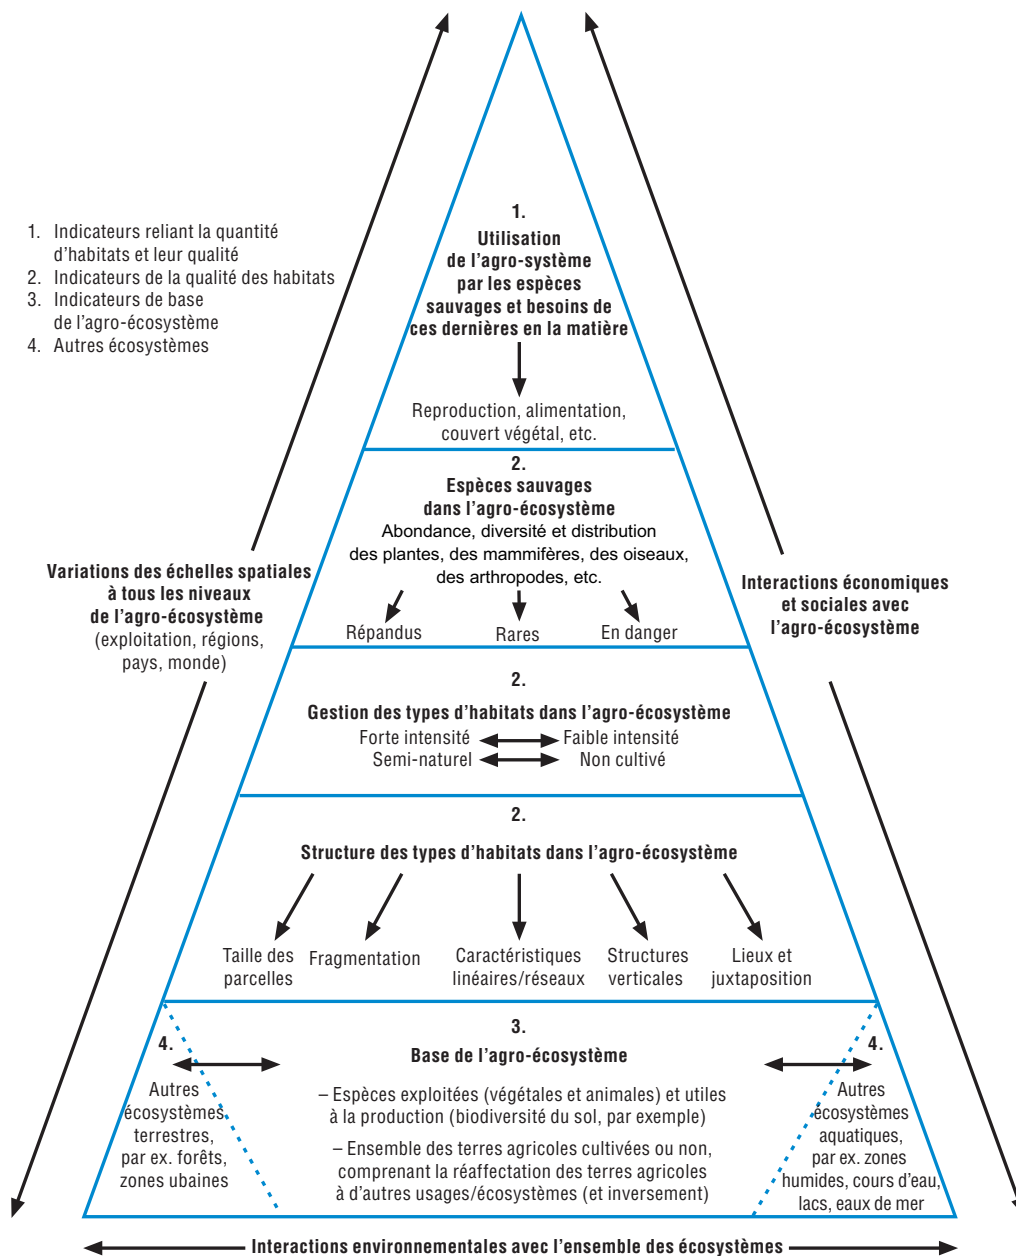 1. Indicateurs reliant la quantité
d'habitats et leur qualité
2. Indicateurs de la qualité des habitats
3. Indicateurs de base
de l'agro-écosystème
4. Autres écosystèmes
1.
Utilisation
de l'agro-système
par les espèces
sauvages et besoins de
ces dernières en la matière
Reproduction, alimentation,
couvert végétal, etc.
2.
Espèces sauvages
dans l'agro-écosystème
Abondance, diversité et distribution
des plantes, des mammifères, des oiseaux,
des arthropodes, etc.
Répandus
Rares
En danger
Variations des échelles spatiales
à tous les niveaux
de l'agro-écosystème
(exploitation, régions,
pays, monde)
Interactions économiques
et sociales avec
l'agro-écosystème
2.
Gestion des types d'habitats dans l'agro-écosystème
Forte intensité Faible intensité
Semi-naturel Non cultivé
2.
Structure des types d'habitats dans l'agro-écosystème
Taille des
parcelles
Fragmentation
Caractéristiques
linéaires/réseaux
Structures
verticales
Lieux et
juxtaposition
3.
Base de l'agro-écosystème
– Espèces exploitées (végétales et animales) et utiles
à la production (biodiversité du sol, par exemple)
– Ensemble des terres agricoles cultivées ou non,
comprenant la réaffectation des terres agricoles
à d'autres usages/écosystèmes (et inversement)
4.
Autres
écosystèmes
terrestres,
par ex. forêts,
zones ubaines
4.
Autres
écosystèmes
aquatiques,
par ex. zones
humides, cours d'eau,
lacs, eaux de mer
Interactions environnementales avec l'ensemble des écosystèmes